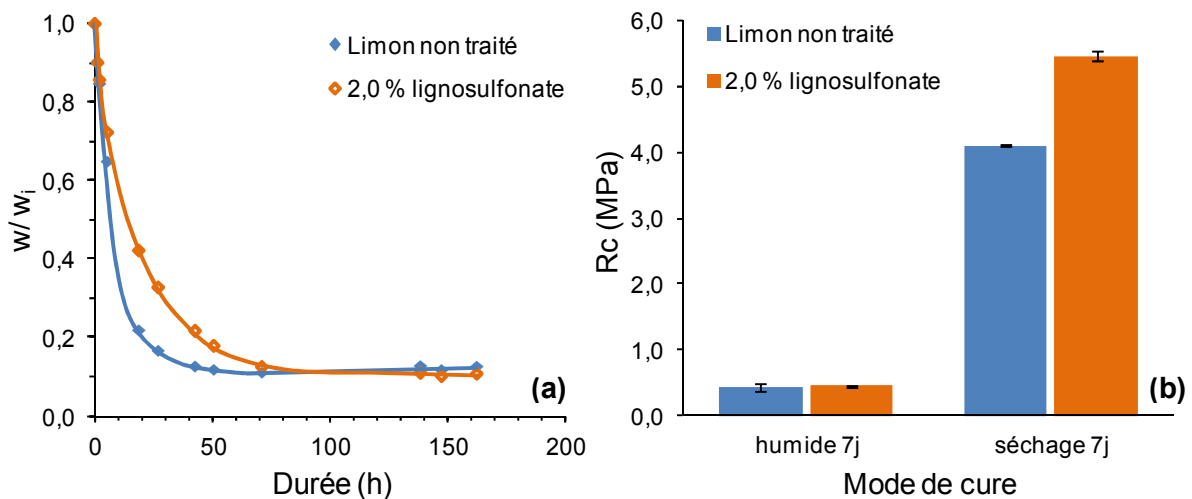 1,0
0,8
0,6
0,4
0,2
0,0
w/ wi
Limon non traité
2,0 % lignosulfonate
(a)
0
50
100
150
200
Durée (h)
6,0
5,0
4,0
3,0
2,0
1,0
0,0
Rc (MPa)
Limon non traité
2,0 % lignosulfonate
(b)
humide 7j
séchage 7j
Mode de cure